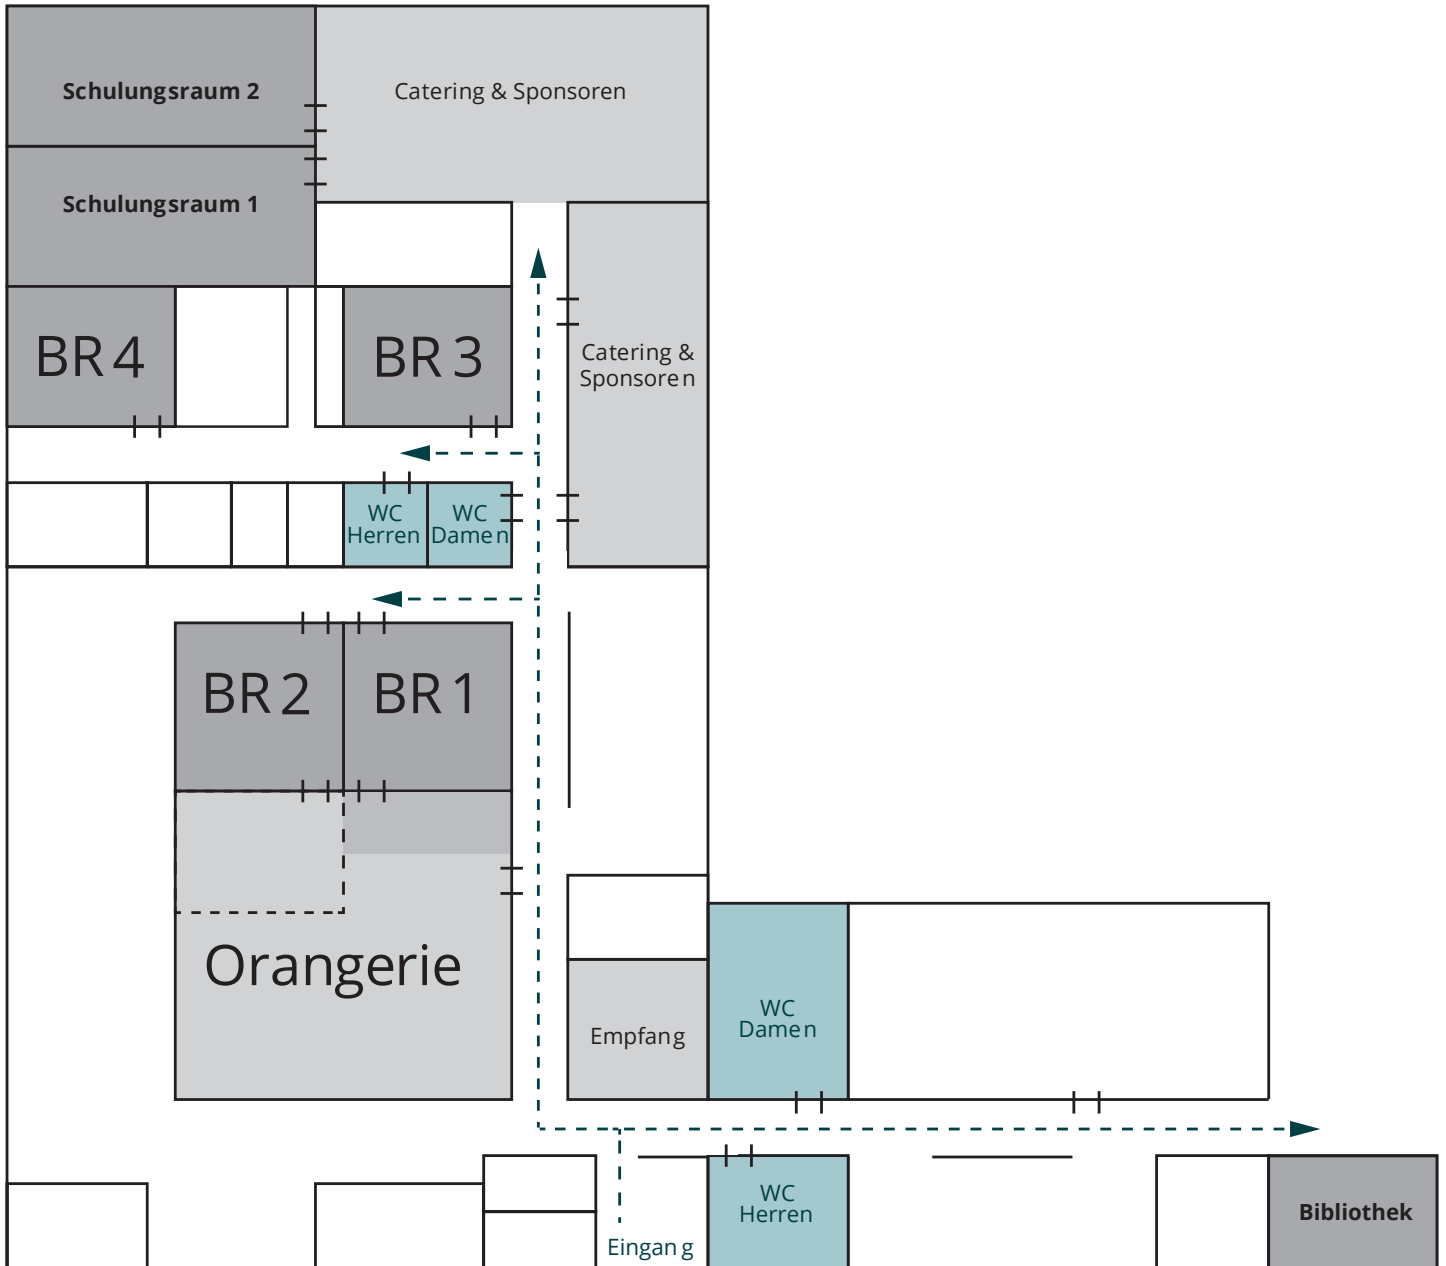 Schulungsraum 2
Catering & Sponsoren
Schulungsraum 1
BR 4
BR 3
Catering &
Sponsoren
WC
Herren
WC
Damen
BR 2
BR 1
Orangerie
Empfang
WC
Damen
WC
Herren
Bibliothek
Eingang